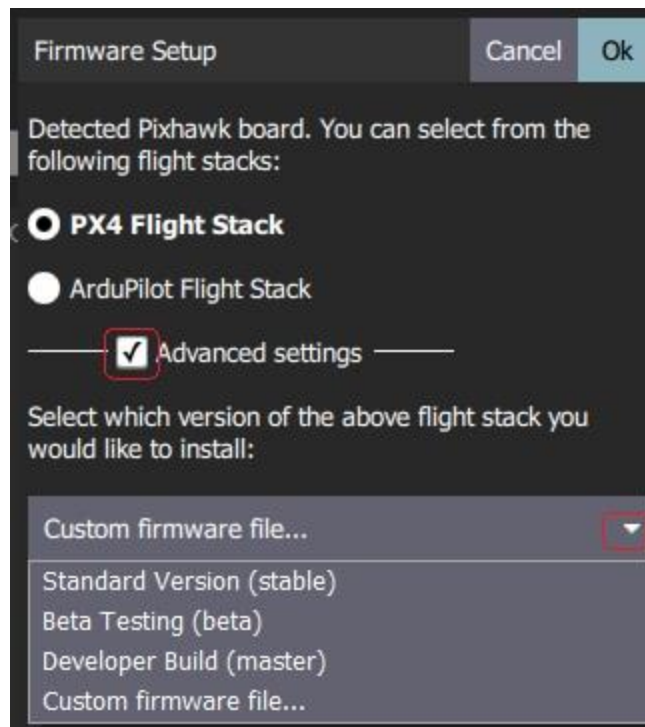 Firmware Setup Cancel Ok
Detected Pixhawk board. You can select from the
following flight stacks:
PX4 Flight Stack
ArduPilot Flight Stack
Advanced settings
Select which version of the above flight stack you
would like to install:
Custom firmware file...
Standard Version (stable)
Beta Testing (beta)
Developer Build (master)
Custom firmware file...